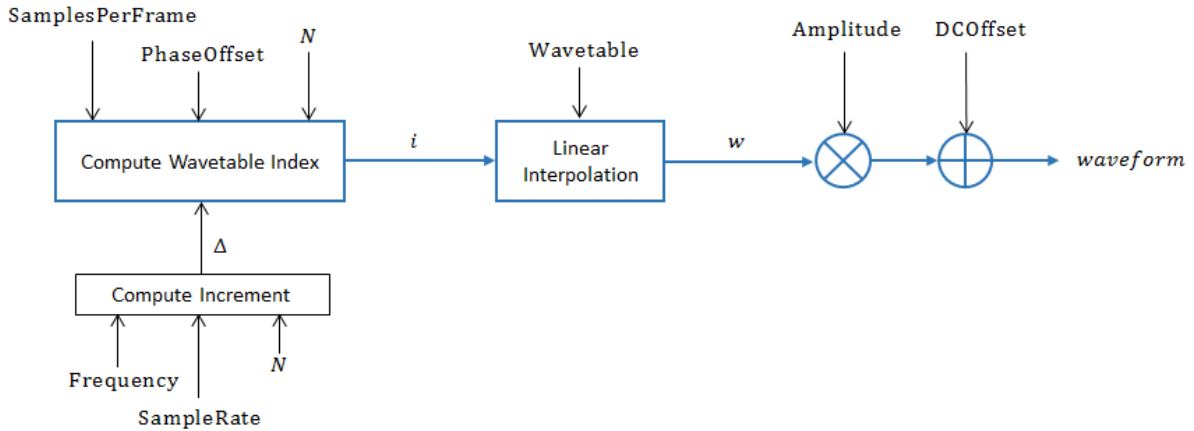 SamplesPerFrame
PhaseOffset
N
Wavetable
Amplitude
DCOffset
Compute Wavetable Index
i
Linear
Interpolation
w
waveform
Δ
Compute Increment
Frequency
N
SampleRate